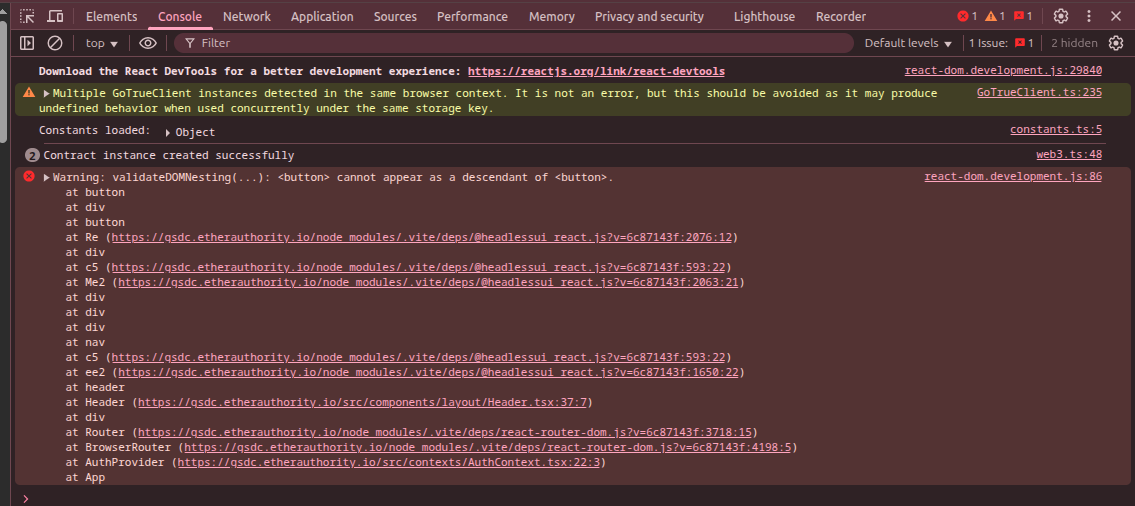 Elements Console Network Application Sources Performance Memory Privacy and security Lighthouse Recorder 1 1 1
top Filter Default levels 1 Issue: 1 2 hidden
Download the React DevTools for a better development experience: https://reactjs.org/link/react-devtools react-dom.development.js:29840
Multiple GoTrueClient instances detected in the same browser context. It is not an error, but this should be avoided as it may produce GoTrueClient.ts:235
undefined behavior when used concurrently under the same storage key.
Constants loaded: Object constants.ts:5
2 Contract instance created successfully web3.ts:48
Warning: validateDOMNesting(...): <button> cannot appear as a descendant of <button>. react-dom.development.js:86
at button
at div
at button
at Re (https://gsdc.etherauthority.io/node_modules/.vite/deps/@headlessui_react.js?v=6c87143f:2076:12)
at div
at c5 (https://gsdc.etherauthority.io/node_modules/.vite/deps/@headlessui_react.js?v=6c87143f:593:22)
at Me2 (https://gsdc.etherauthority.io/node_modules/.vite/deps/@headlessui_react.js?v=6c87143f:2063:21)
at div
at div
at div
at nav
at c5 (https://gsdc.etherauthority.io/node_modules/.vite/deps/@headlessui_react.js?v=6c87143f:593:22)
at ee2 (https://gsdc.etherauthority.io/node_modules/.vite/deps/@headlessui_react.js?v=6c87143f:1650:22)
at header
at Header (https://gsdc.etherauthority.io/src/components/layout/Header.tsx:37:7)
at div
at Router (https://gsdc.etherauthority.io/node_modules/.vite/deps/react-router-dom.js?v=6c87143f:3718:15)
at BrowserRouter (https://gsdc.etherauthority.io/node_modules/.vite/deps/react-router-dom.js?v=6c87143f:4198:5)
at AuthProvider (https://gsdc.etherauthority.io/src/contexts/AuthContext.tsx:22:3)
at App